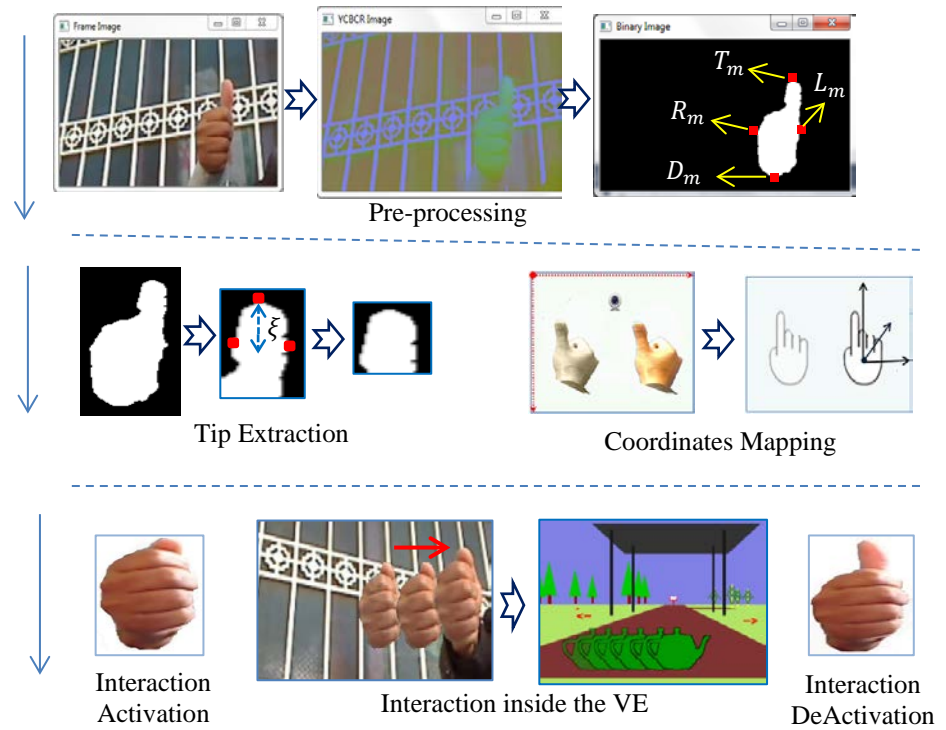 Frame Image
YCBCR Image
Binary Image
T_m
L_m
R_m
D_m
Pre-processing
ξ
Tip Extraction
Coordinates Mapping
Interaction
Activation
Interaction inside the VE
Interaction
DeActivation